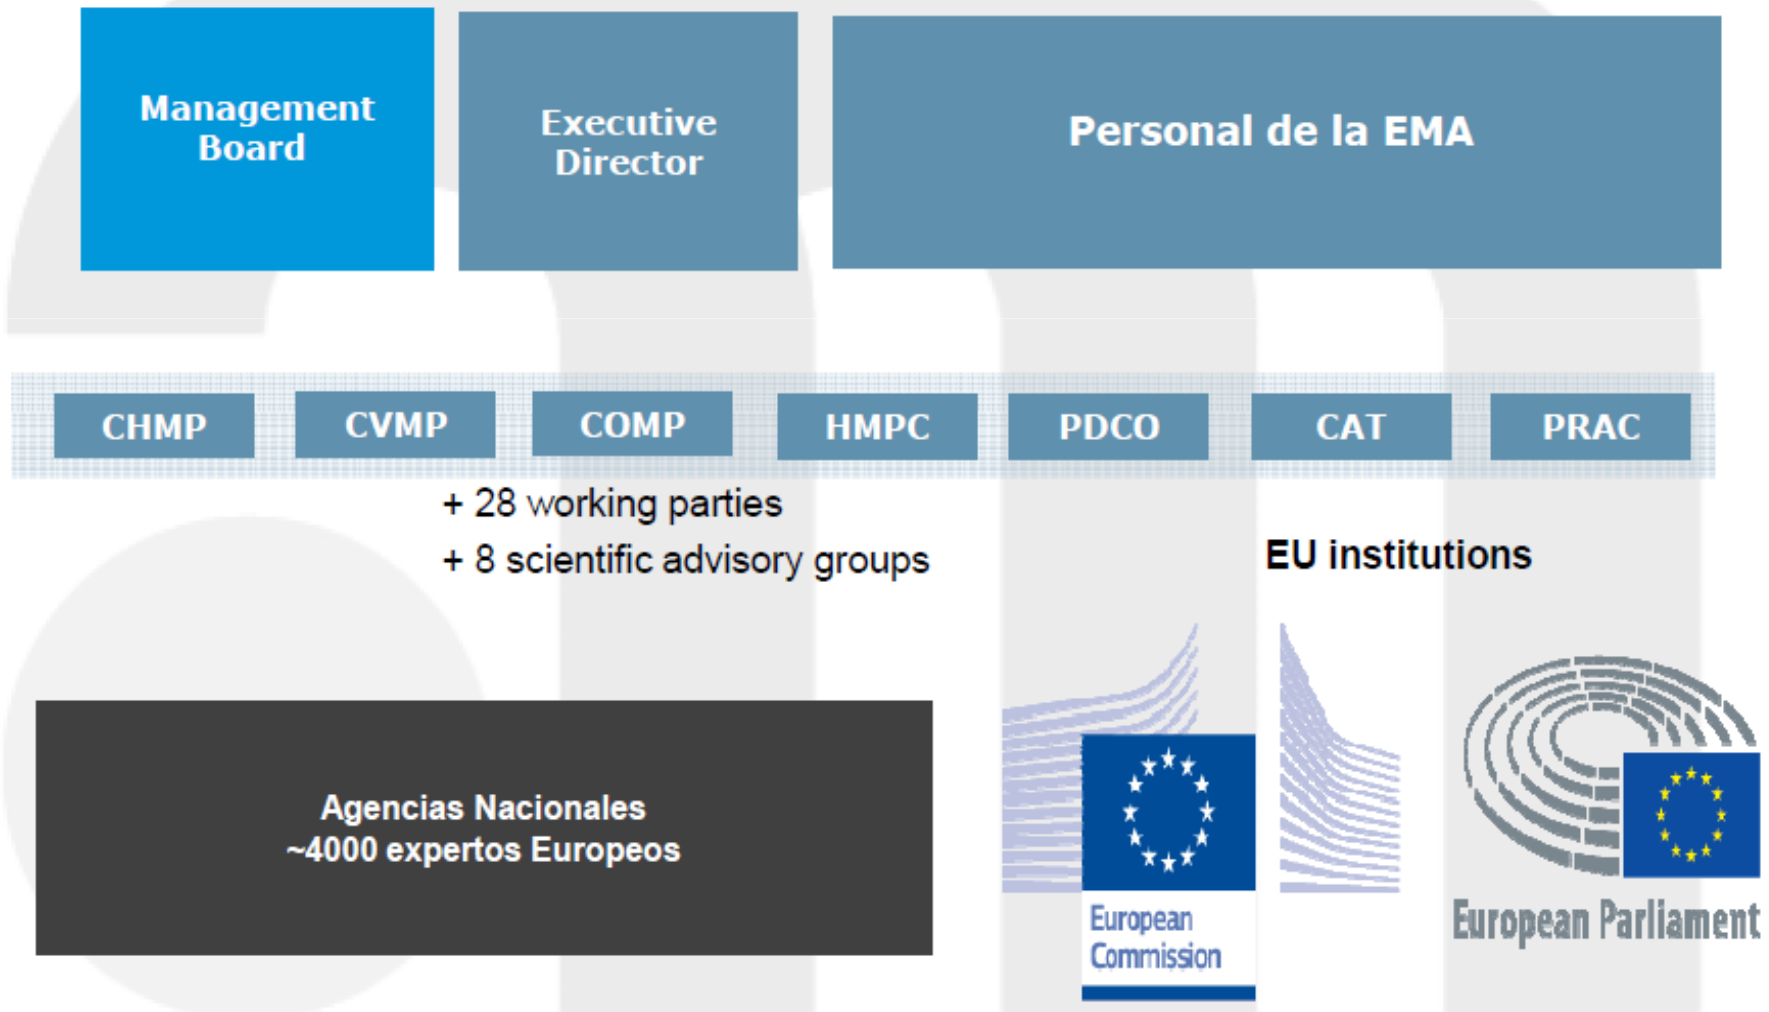 Management
Board
Executive
Director
Personal de la EMA
CHMP
CVMP
COMP
HMPC
PDCO
CAT
PRAC
+ 28 working parties
+ 8 scientific advisory groups
EU institutions
Agencias Nacionales
~4000 expertos Europeos
European
Commission
European Parliament